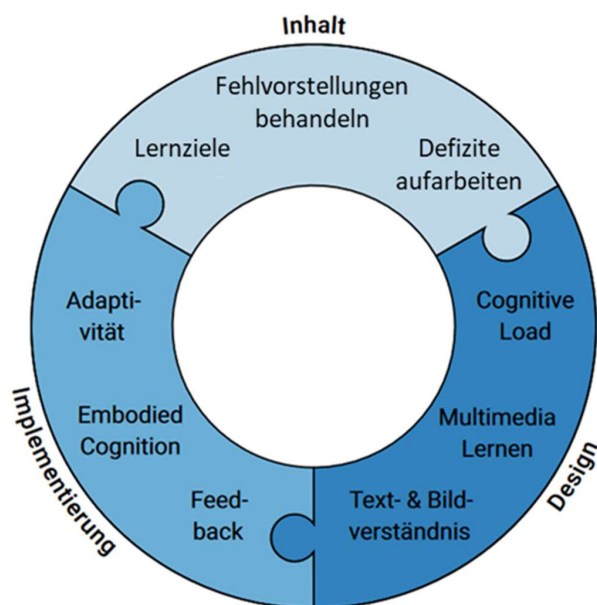 Inhalt
Fehlvorstellungen
behandeln
Lernziele
Defizite
aufarbeiten
Adapti-
vität
Embodied
Cognition
Feed-
back
Implementierung
Cognitive
Load
Multimedia
Lernen
Text- & Bild-
verständnis
Design